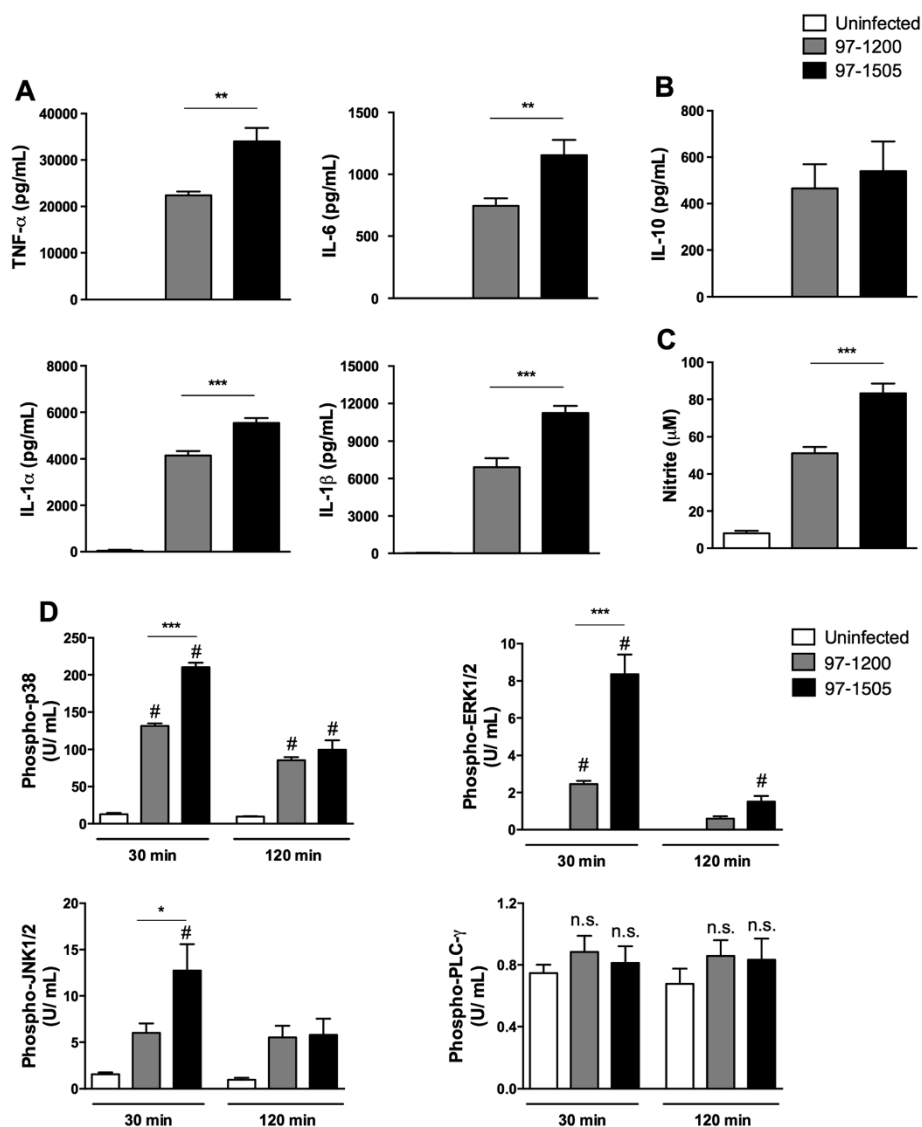 Uninfected
97-1200
97-1505
A
**
TNF-α (pg/mL)
40000
30000
20000
10000
0
**
IL-6 (pg/mL)
1500
1000
500
0
B
IL-10 (pg/mL)
800
600
400
200
0
***
IL-1α (pg/mL)
8000
6000
4000
2000
0
***
IL-1β (pg/mL)
15000
12000
9000
6000
3000
0
C
***
Nitrite (μM)
100
80
60
40
20
0
D
***
Phospho-p38
(U/ mL)
250
200
150
100
50
0
# # # #
30 min 120 min
***
Phospho-ERK1/2
(U/ mL)
10
8
6
4
2
0
# # #
30 min 120 min
Uninfected
97-1200
97-1505
*
Phospho-JNK1/2
(U/ mL)
20
15
10
5
0
#
30 min 120 min
Phospho-PLC-γ
(U/ mL)
1.2
0.8
0.4
0.0
n.s. n.s. n.s. n.s.
30 min 120 min